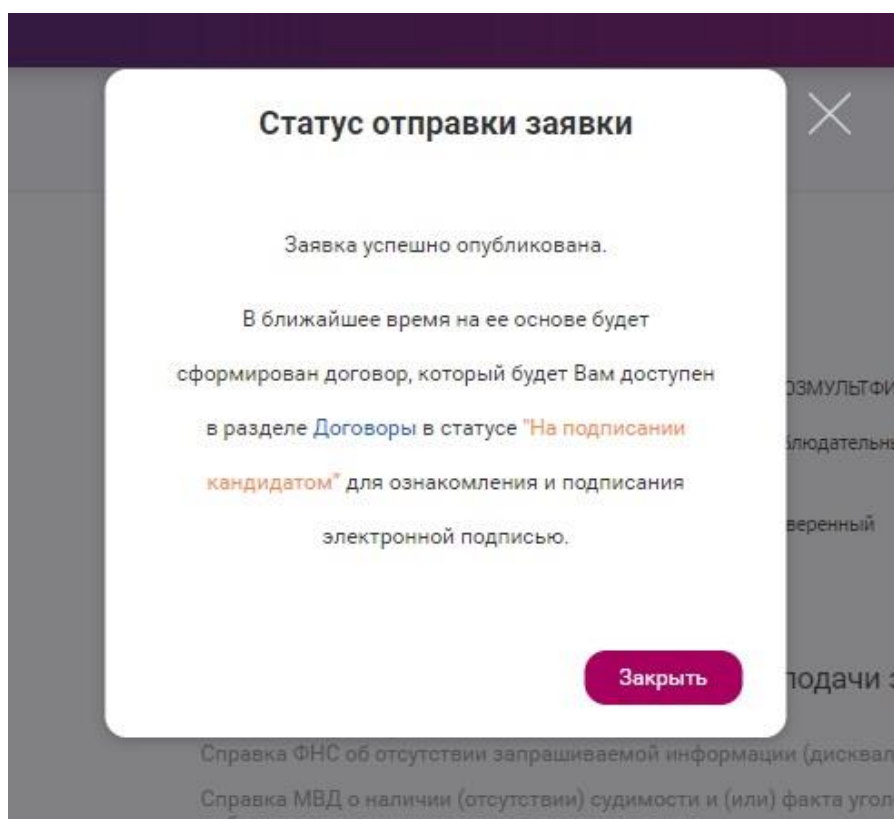 Статус отправки заявки
Заявка успешно опубликована.
В ближайшее время на ее основе будет
сформирован договор, который будет Вам доступен
в разделе Договоры в статусе "На подписании
кандидатом" для ознакомления и подписания
электронной подписью.
Закрыть
подачи
Справка ФНС об отсутствии запрашиваемой информации
Справка МВД о наличии (отсутствии) судимости и (или) факта